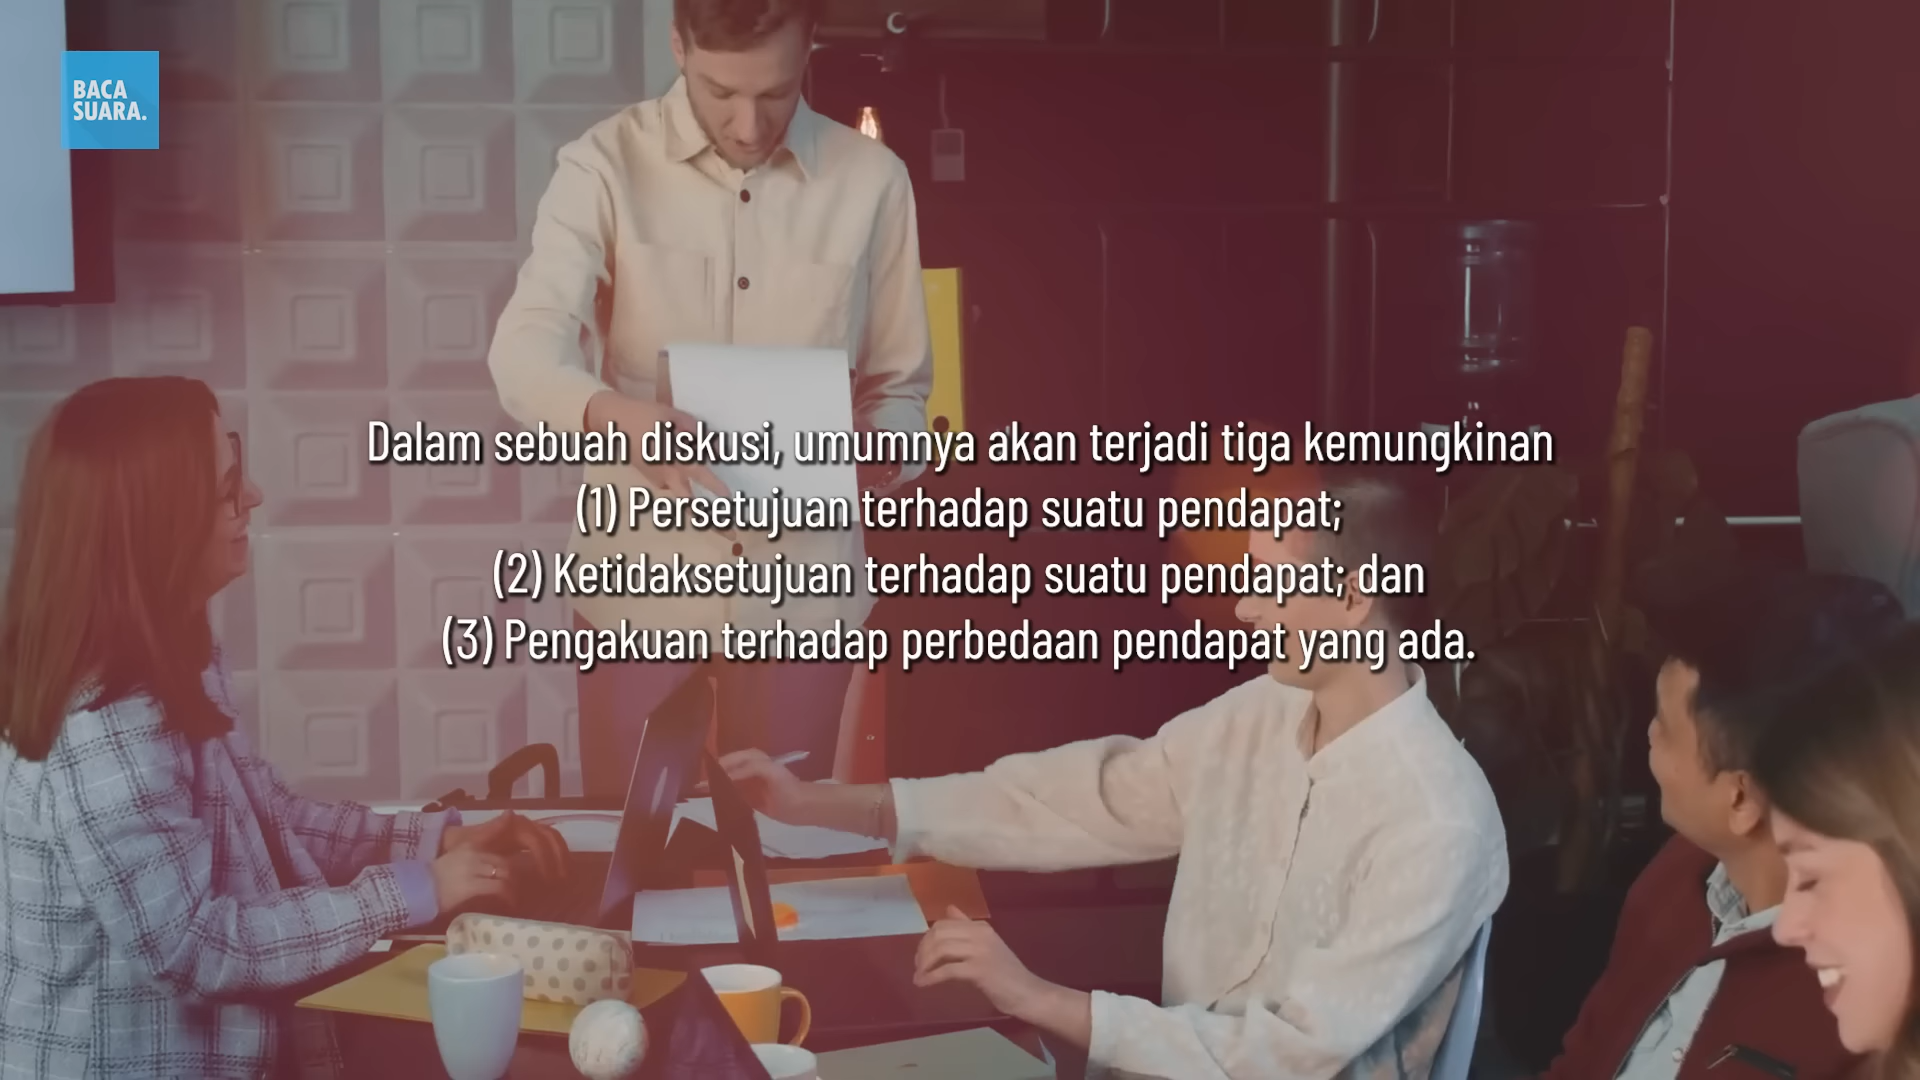 BACA
SUARA.
Dalam sebuah diskusi, umumnya akan terjadi tiga kemungkinan
(1) Persetujuan terhadap suatu pendapat;
(2) Ketidaksetujuan terhadap suatu pendapat; dan
(3) Pengakuan terhadap perbedaan pendapat yang ada.